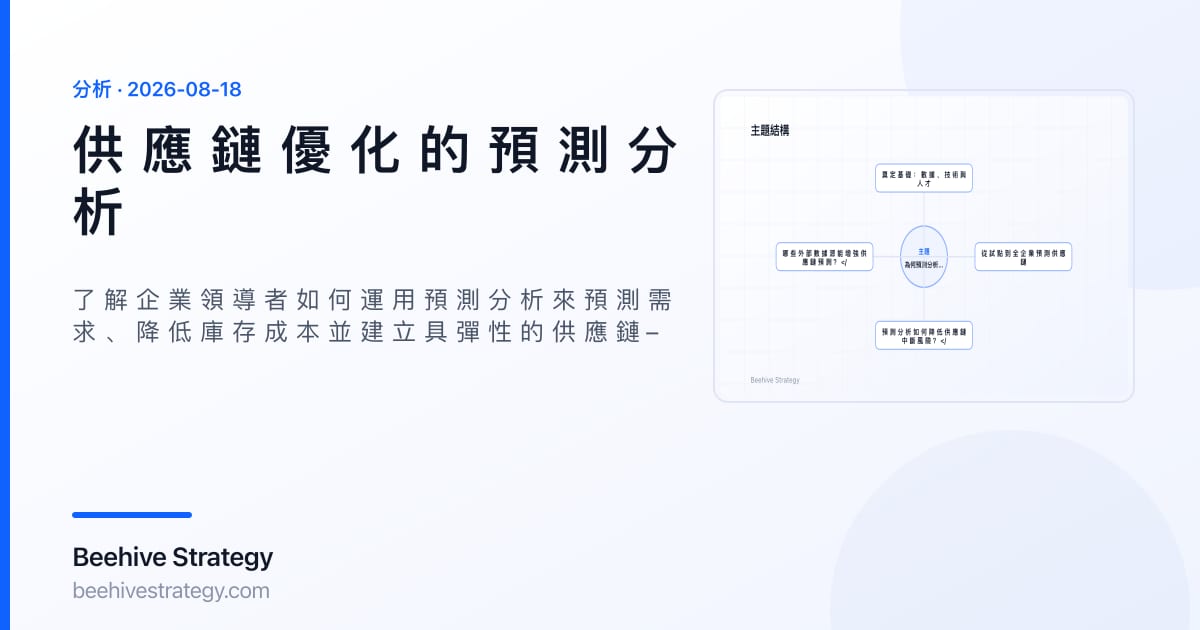 分析 · 2026-08-18
供應鏈優化的預測分
析
了解企業領導者如何運用預測分析來預測需
求、降低庫存成本並建立具彈性的供應鏈–
Beehive Strategy
beehivestrategy.com
主題結構
奠定基礎：數據、技術與
人才
哪些外部數據源能增強供
應鏈預測？</
主題
為何預測分析...
從試點到全企業預測供應
鏈
預測分析如何降低供應鏈
中斷風險？</
Beehive Strategy